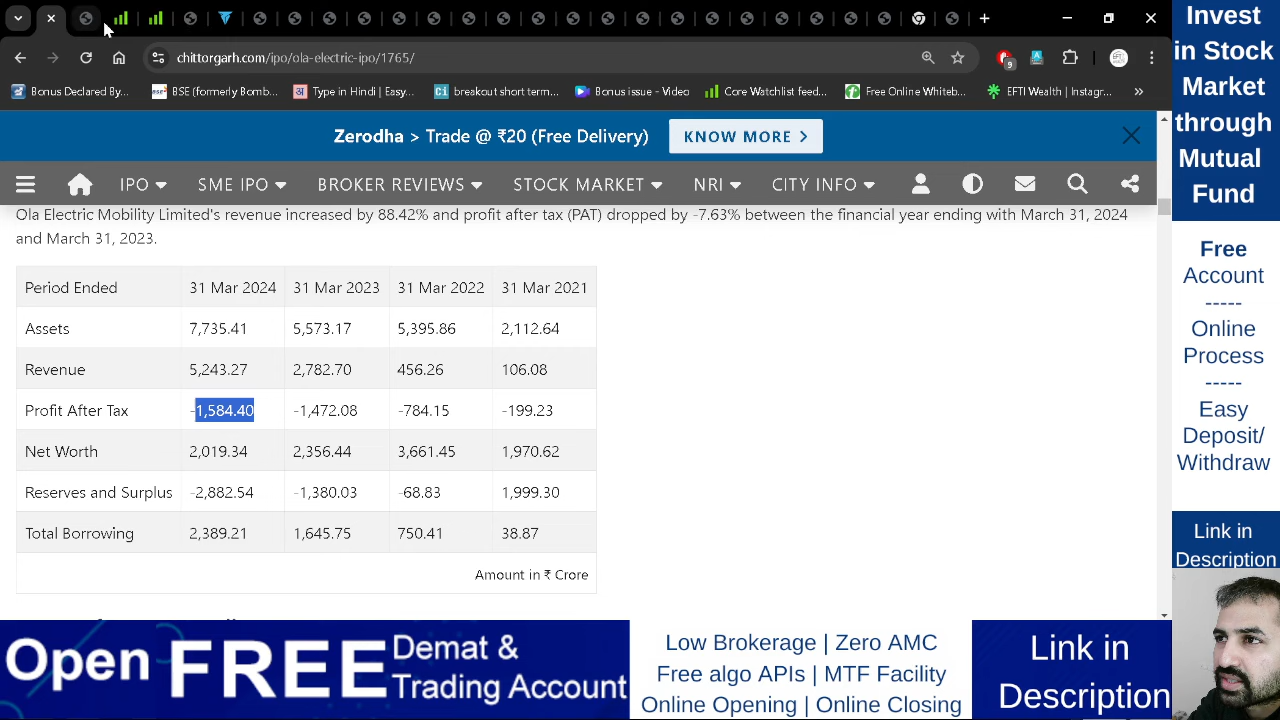 chittorgarh.com/ipo/ola-electric-ipo/1765/
9
Bonus Declared By...
BSE (formerly Bomb...
Type in Hindi | Easy...
breakout short term...
Bonus issue - Video
Core Watchlist feed...
Free Online Whiteb...
EFTI Wealth | Instagr...
»
Zerodha > Trade @ ₹20 (Free Delivery)
KNOW MORE >
IPO
SME IPO
BROKER REVIEWS
STOCK MARKET
NRI
CITY INFO
Ola Electric Mobility Limited's revenue increased by 88.42% and profit after tax (PAT) dropped by -7.63% between the financial year ending with March 31, 2024
and March 31, 2023.
Period Ended 31 Mar 2024 31 Mar 2023 31 Mar 2022 31 Mar 2021
Assets 7,735.41 5,573.17 5,395.86 2,112.64
Revenue 5,243.27 2,782.70 456.26 106.08
Profit After Tax -1,584.40 -1,472.08 -784.15 -199.23
Net Worth 2,019.34 2,356.44 3,661.45 1,970.62
Reserves and Surplus -2,882.54 -1,380.03 -68.83 1,999.30
Total Borrowing 2,389.21 1,645.75 750.41 38.87
Amount in ₹ Crore
Invest
in Stock
Market
through
Mutual
Fund
Free
Account
-----
Online
Process
-----
Easy
Deposit/
Withdraw
Link in
Description
Open FREE Demat &
Trading Account
Low Brokerage | Zero AMC
Free algo APIs | MTF Facility
Online Opening | Online Closing
Link in
Description